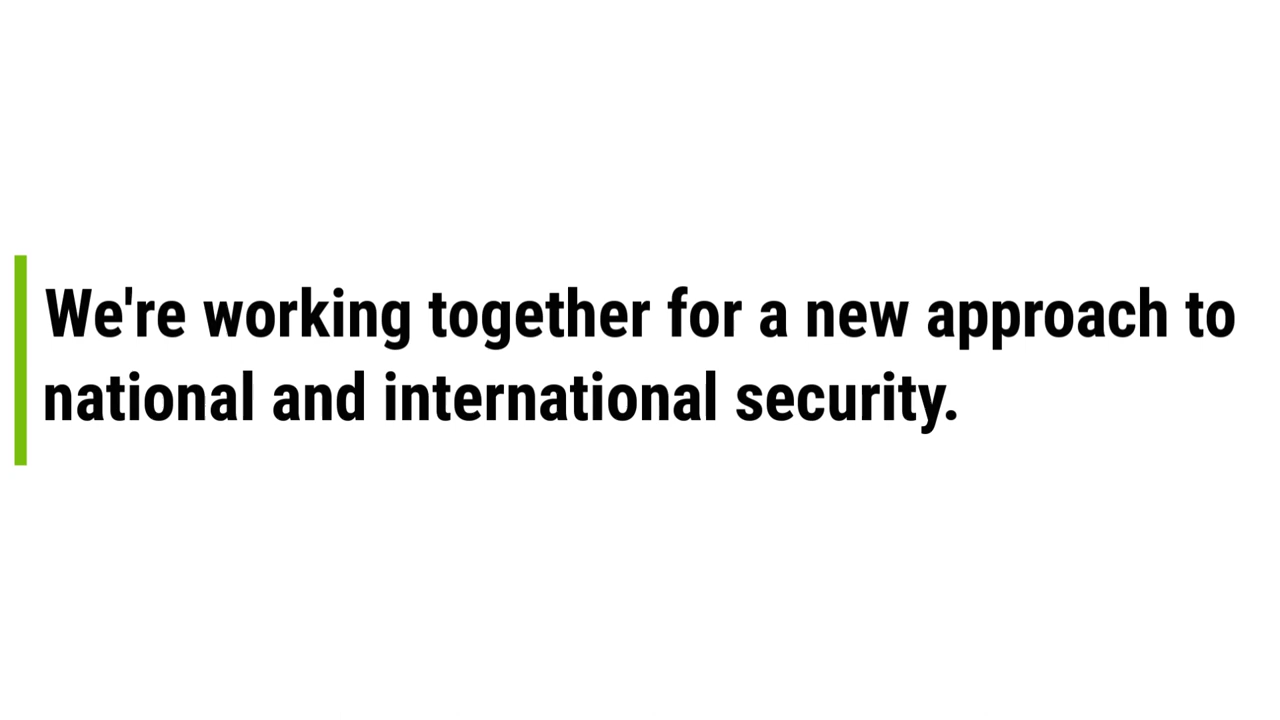 We're working together for a new approach to
national and international security.